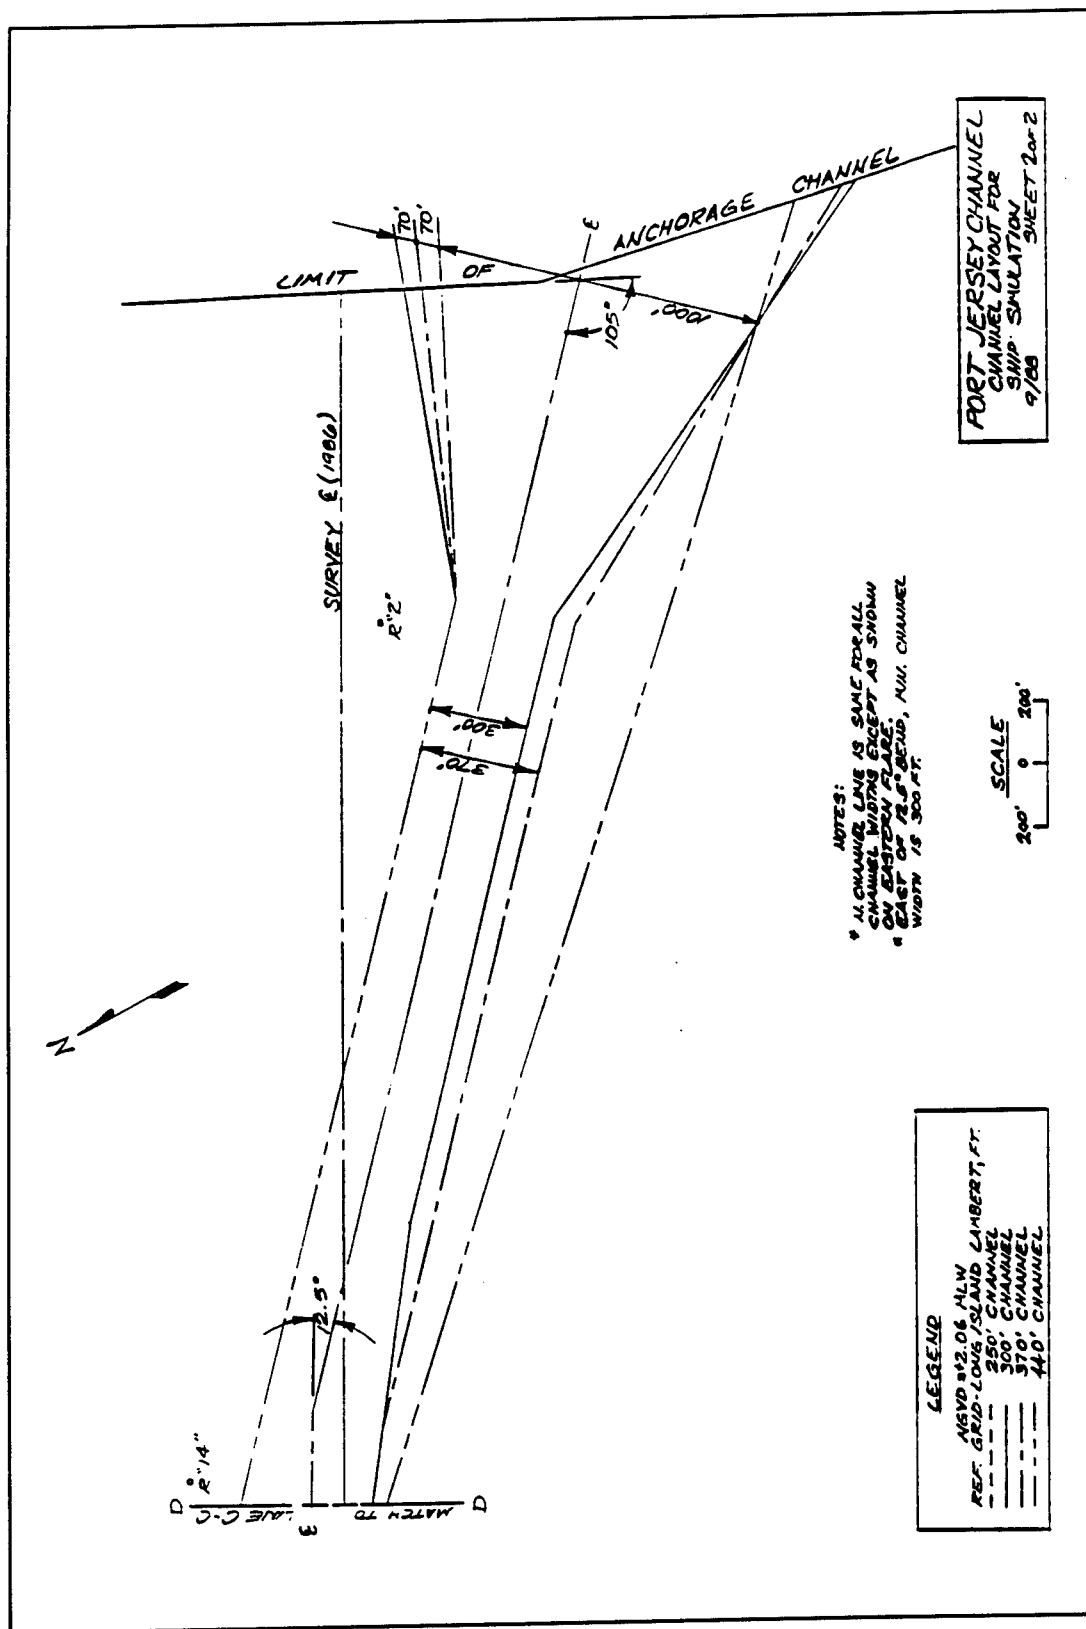 PORT JERSEY CHANNEL
CHANNEL LAYOUT FOR
SHIP SIMULATION
9/88 SHEET 2 OF 2
LIMIT OF ANCHORAGE CHANNEL
70'
70'
1000'
105°
℄
SURVEY ℄ (1986)
R "2"
300'
370'
N
12.5°
R "14"
D
LINE C-C
℄
MATCH TO
D
NOTES:
* N. CHANNEL LINE IS SAME FOR ALL
CHANNEL WIDTHS EXCEPT AS SHOWN
ON EASTERN FLARE.
* EAST OF 12.5° BEND, MIN. CHANNEL
WIDTH IS 300 FT.
SCALE
200' 0 200'
LEGEND
NGVD = +2.06 MLW
REF. GRID-LONG ISLAND LAMBERT, FT.
250' CHANNEL
300' CHANNEL
370' CHANNEL
440' CHANNEL